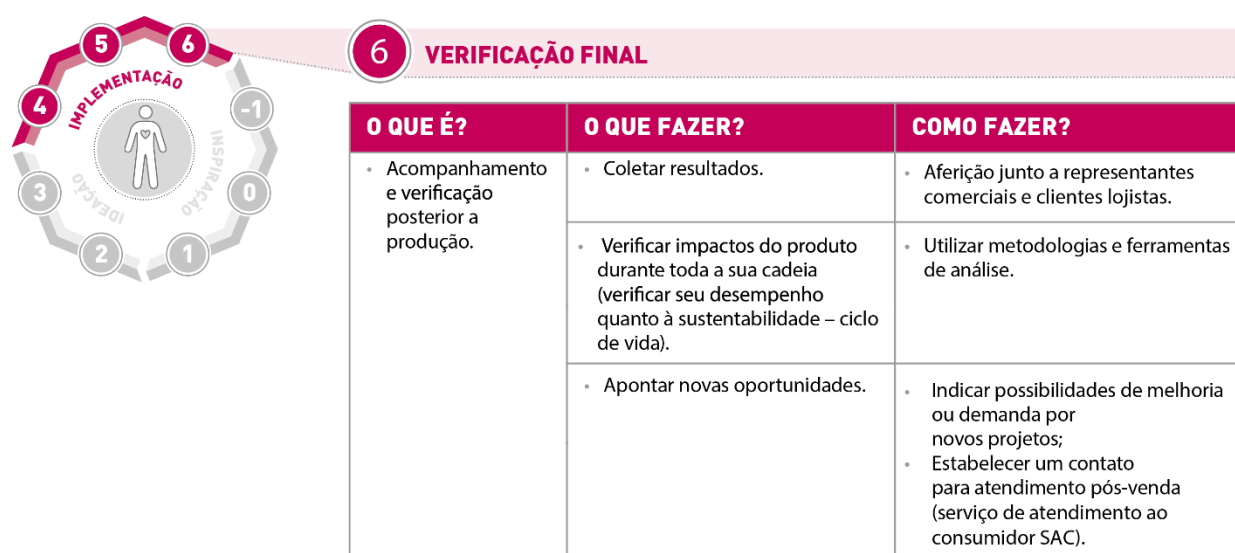 5
6
4
IMPLEMENTAÇÃO
-1
INSPIRAÇÃO
3
IDEAÇÃO
0
2
1
6 VERIFICAÇÃO FINAL
O QUE É?
O QUE FAZER?
COMO FAZER?
• Acompanhamento
e verificação
posterior a
produção.
• Coletar resultados.
• Aferição junto a representantes
comerciais e clientes lojistas.
• Verificar impactos do produto
durante toda a sua cadeia
(verificar seu desempenho
quanto à sustentabilidade – ciclo
de vida).
• Utilizar metodologias e ferramentas
de análise.
• Apontar novas oportunidades.
• Indicar possibilidades de melhoria
ou demanda por
novos projetos;
• Estabelecer um contato
para atendimento pós-venda
(serviço de atendimento ao
consumidor SAC).